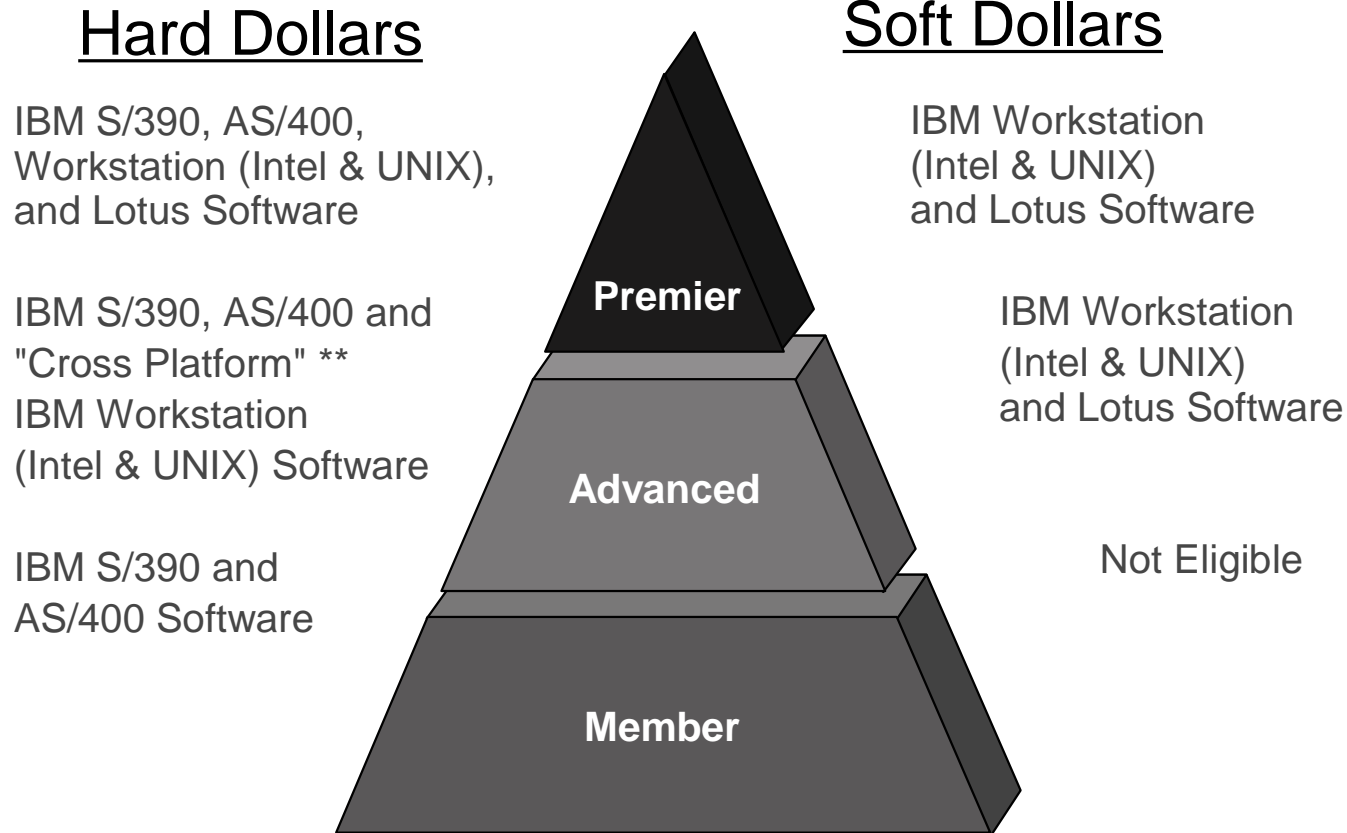 Hard Dollars
Soft Dollars
IBM S/390, AS/400,
Workstation (Intel & UNIX),
and Lotus Software
IBM Workstation
(Intel & UNIX)
and Lotus Software
Premier
IBM S/390, AS/400 and
"Cross Platform" **
IBM Workstation
(Intel & UNIX) Software
IBM Workstation
(Intel & UNIX)
and Lotus Software
Advanced
IBM S/390 and
AS/400 Software
Not Eligible
Member